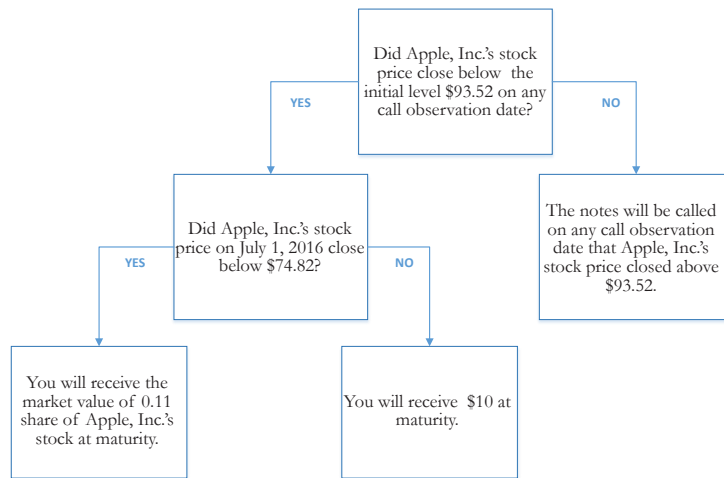 Did Apple, Inc.'s stock
price close below the
initial level $93.52 on any
call observation date?
YES
NO
Did Apple, Inc.'s stock
price on July 1, 2016 close
below $74.82?
The notes will be called
on any call observation
date that Apple, Inc.'s
stock price closed above
$93.52.
YES
NO
You will receive the
market value of 0.11
share of Apple, Inc.'s
stock at maturity.
You will receive $10 at
maturity.